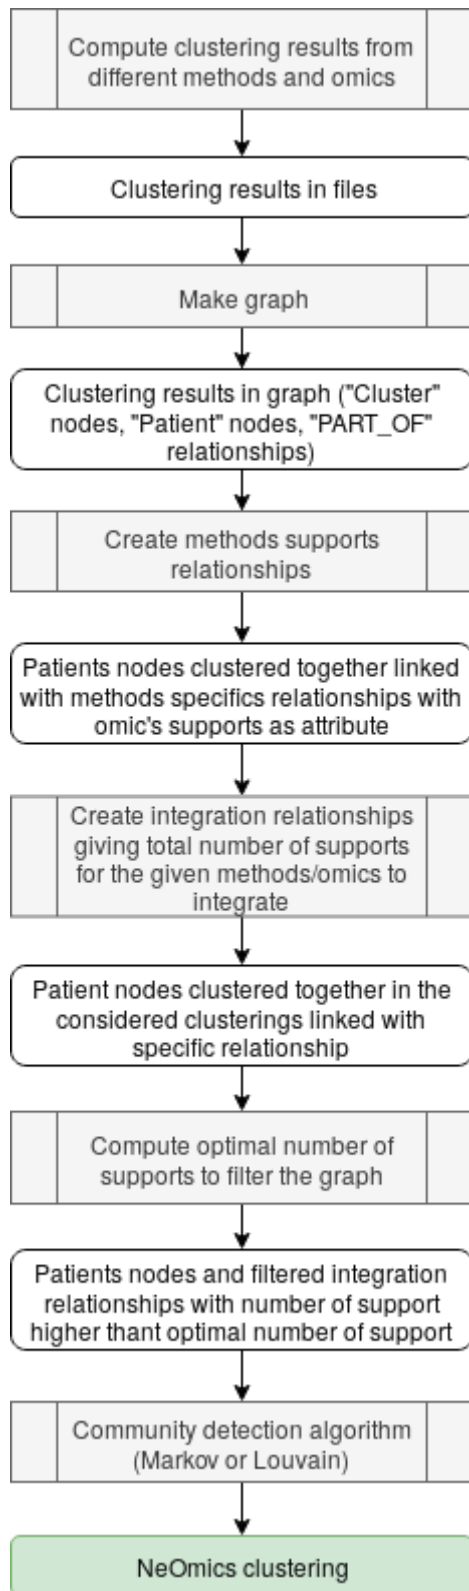 Compute clustering results from
different methods and omics
Clustering results in files
Make graph
Clustering results in graph ("Cluster"
nodes, "Patient" nodes, "PART_OF"
relationships)
Create methods supports
relationships
Patients nodes clustered together linked
with methods specifics relationships with
omic's supports as attribute
Create integration relationships
giving total number of supports
for the given methods/omics to
integrate
Patient nodes clustered together in the
considered clusterings linked with
specific relationship
Compute optimal number of
supports to filter the graph
Patients nodes and filtered integration
relationships with number of support
higher thant optimal number of support
Community detection algorithm
(Markov or Louvain)
NeOmics clustering